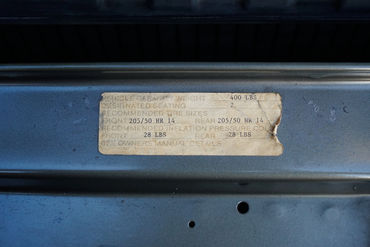 VEHICLE CAPACITY WEIGHT 400 LBS
DESIGNATED SEATING 2
RECOMMENDED TIRE SIZES
FRONT 205/50 HR 14 REAR 205/50 HR 14
RECOMMENDED INFLATION PRESSURE COLD
FRONT 28 LBS REAR 28 LBS
SEE OWNERS MANUAL DETAILS